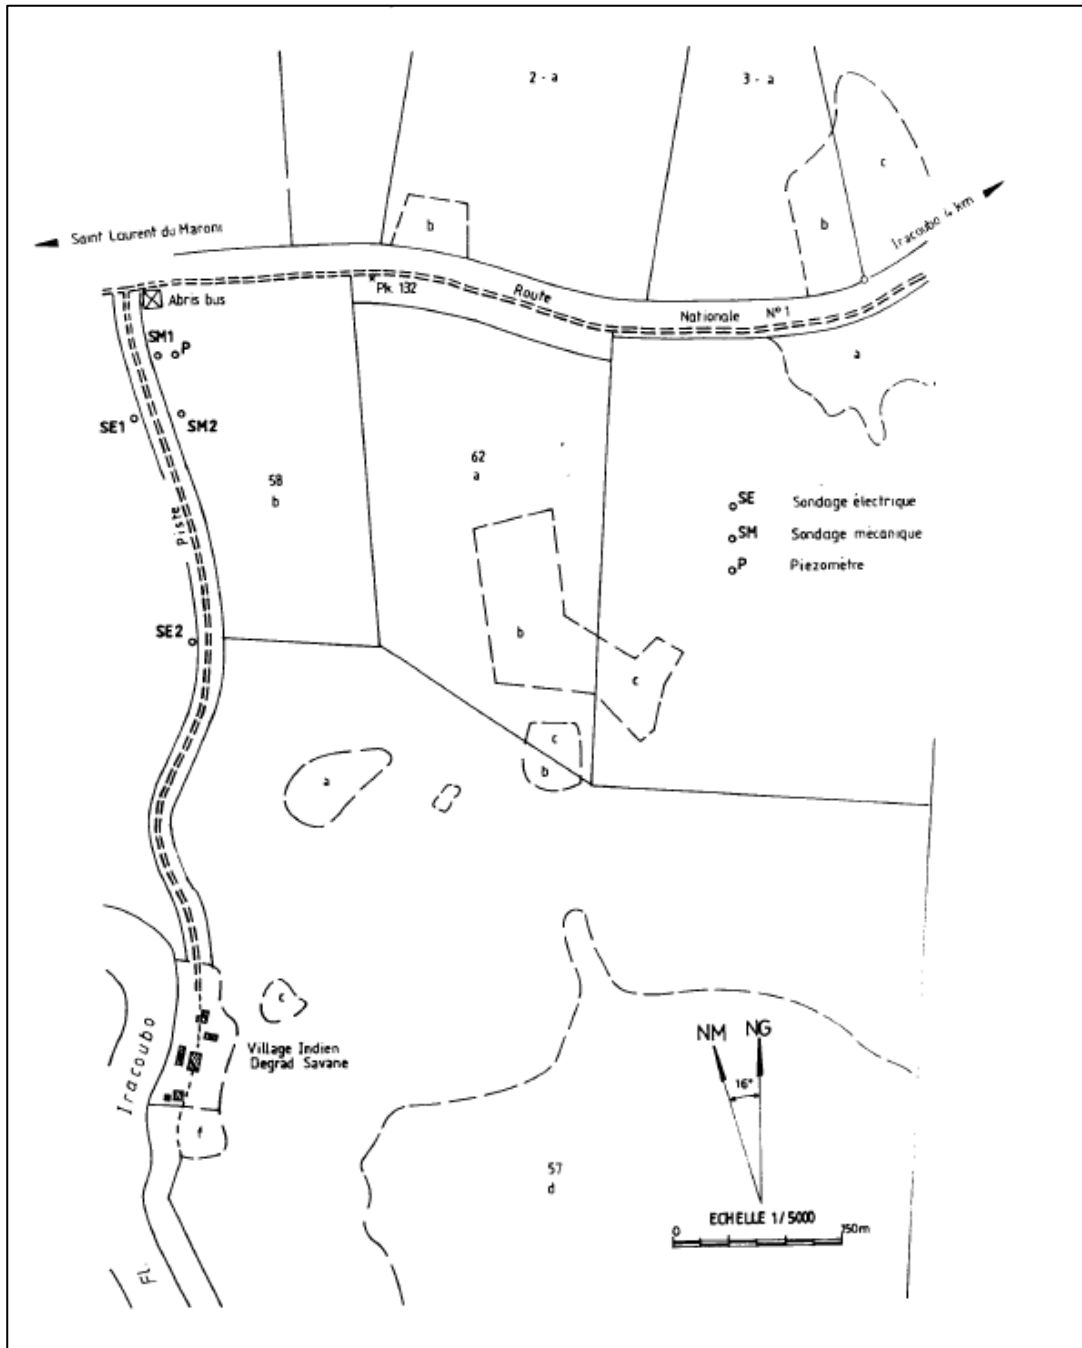 2 - a
3 - a
c
b
b
Saint Laurent du Maroni
Iracoubo 4 km
Pk. 132
Route
Nationale N° 1
Abris bus
SM1
P
a
SE1
SM2
62
a
58
b
SE Sondage électrique
SM Sondage mécanique
P Piezomètre
Piste
b
SE2
c
c
b
a
c
Village Indien
Degrad Savane
Iracoubo
NM
NG
16°
f
57
d
ECHELLE 1/5000
0
150m
Fl.